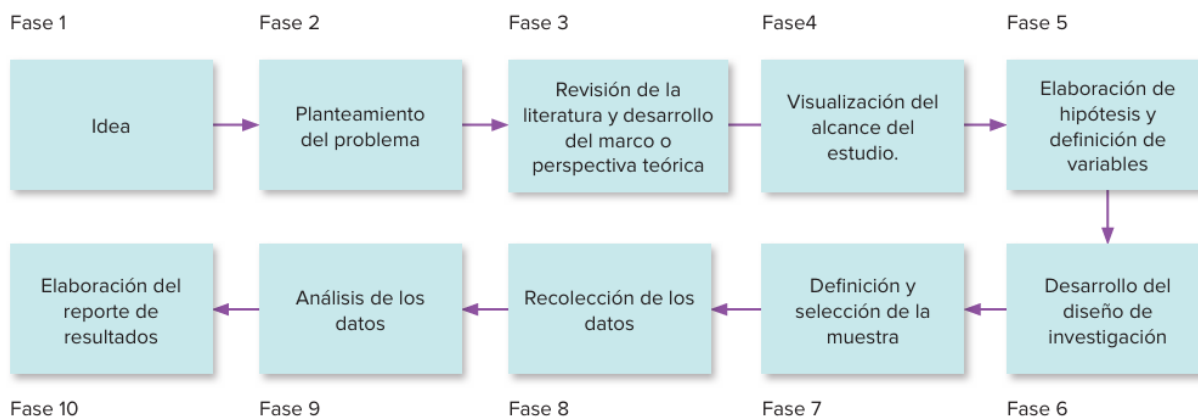 Fase 1
Fase 2
Fase 3
Fase4
Fase 5
Idea
Planteamiento
del problema
Revisión de la
literatura y desarrollo
del marco o
perspectiva teórica
Visualización del
alcance del
estudio.
Elaboración de
hipótesis y
definición de
variables
Elaboración del
reporte de
resultados
Análisis de los
datos
Recolección de los
datos
Definición y
selección de la
muestra
Desarrollo del
diseño de
investigación
Fase 10
Fase 9
Fase 8
Fase 7
Fase 6